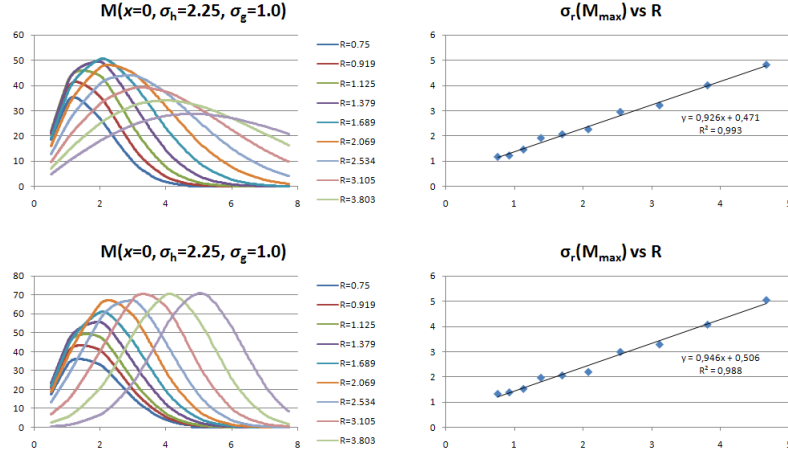 M(x=0, σh=2.25, σg=1.0)
60
50
40
30
20
10
0
0 2 4 6 8
R=0.75
R=0.919
R=1.125
R=1.379
R=1.689
R=2.069
R=2.534
R=3.105
R=3.803
σr(Mmax) vs R
6
5
4
3
2
1
0
0 1 2 3 4 5
y = 0,926x + 0,471
R² = 0,993
M(x=0, σh=2.25, σg=1.0)
80
70
60
50
40
30
20
10
0
0 2 4 6 8
R=0.75
R=0.919
R=1.125
R=1.379
R=1.689
R=2.069
R=2.534
R=3.105
R=3.803
σr(Mmax) vs R
6
5
4
3
2
1
0
0 1 2 3 4 5
y = 0,946x + 0,506
R² = 0,988